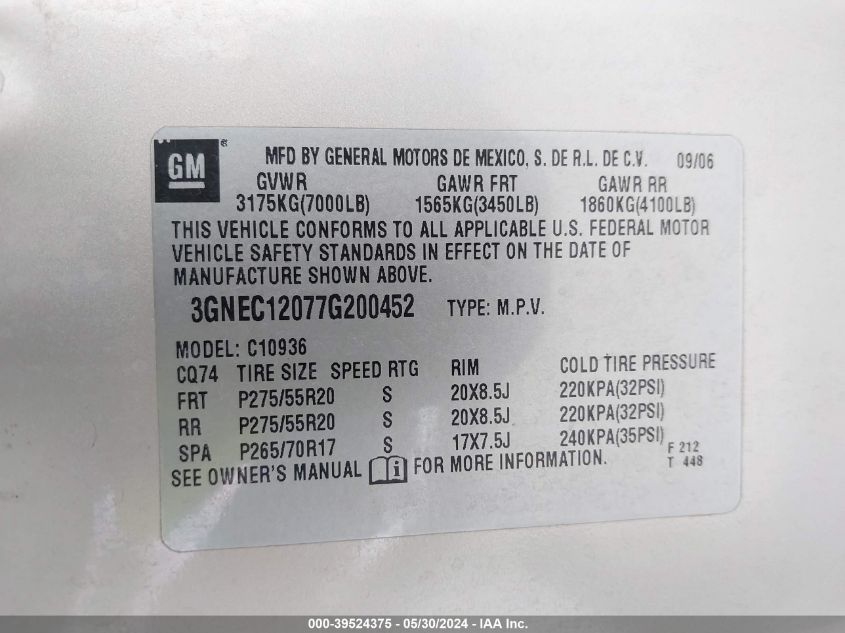 GM ® MFD BY GENERAL MOTORS DE MEXICO, S. DE R.L. DE C.V. 09/06
GVWR GAWR FRT GAWR RR
3175KG(7000LB) 1565KG(3450LB) 1860KG(4100LB)
THIS VEHICLE CONFORMS TO ALL APPLICABLE U.S. FEDERAL MOTOR
VEHICLE SAFETY STANDARDS IN EFFECT ON THE DATE OF
MANUFACTURE SHOWN ABOVE.
3GNEC12077G200452 TYPE: M.P.V.
MODEL: C10936
CQ74 TIRE SIZE SPEED RTG RIM COLD TIRE PRESSURE
FRT P275/55R20 S 20X8.5J 220KPA(32PSI)
RR P275/55R20 S 20X8.5J 220KPA(32PSI)
SPA P265/70R17 S 17X7.5J 240KPA(35PSI) F 212
SEE OWNER'S MANUAL i FOR MORE INFORMATION. T 448
000-39524375 - 05/30/2024 - IAA Inc.